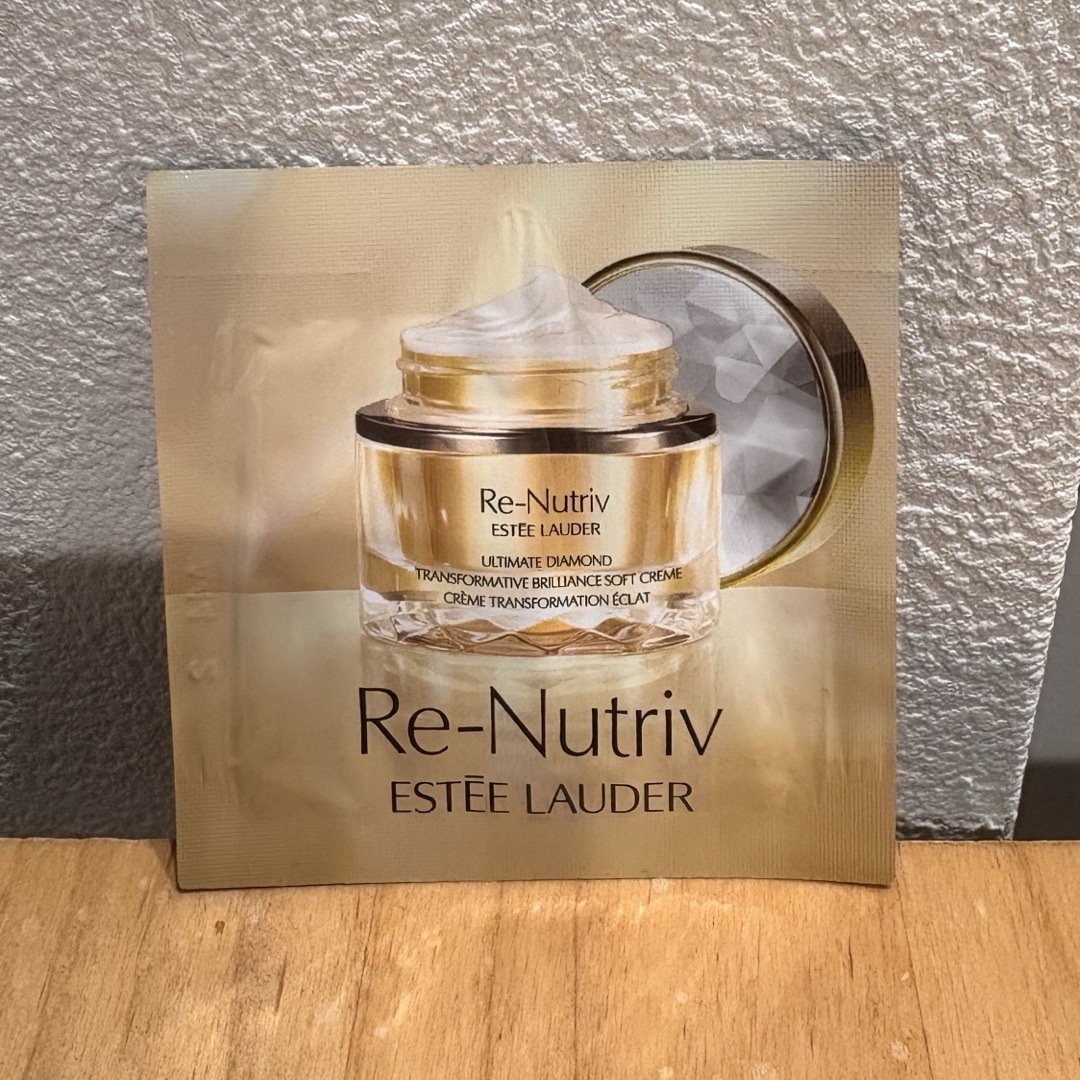 Re-Nutriv
ESTĒE LAUDER
ULTIMATE DIAMOND
TRANSFORMATIVE BRILLIANCE SOFT CRÈME
CRÈME TRANSFORMATION ÉCLAT
Re-Nutriv
ESTĒE LAUDER